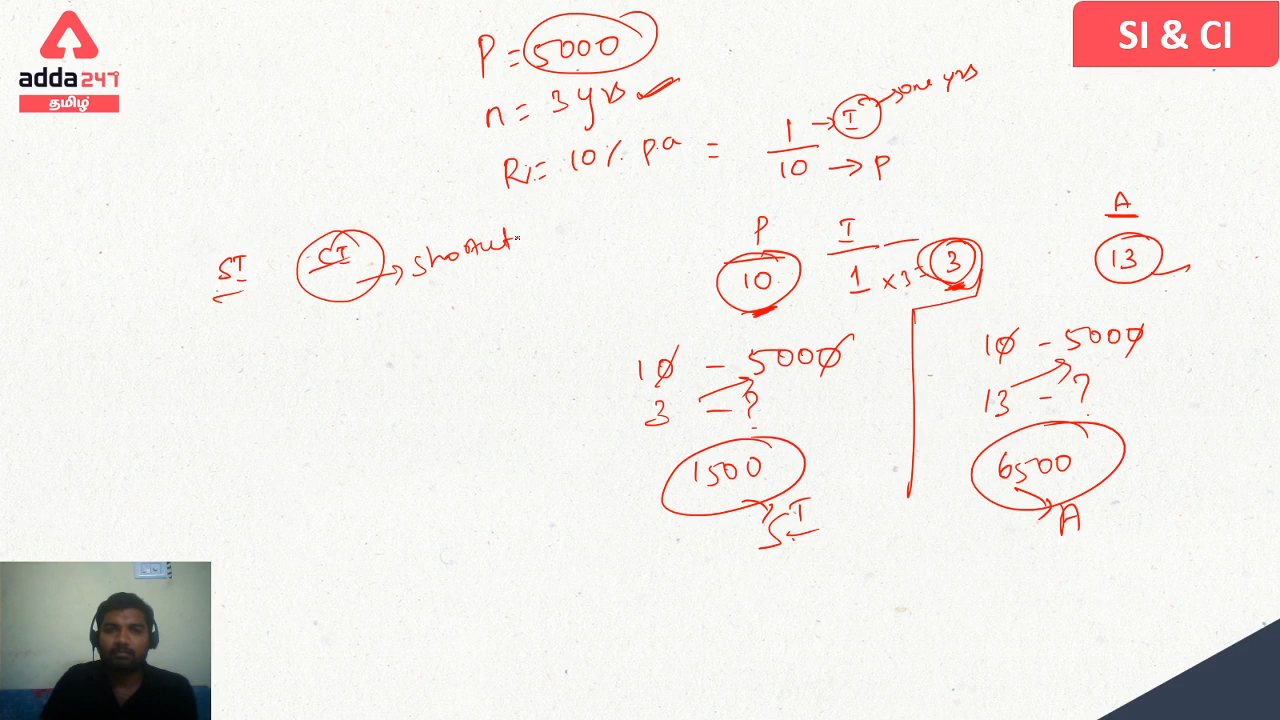 SI & CI
adda247
தமிழ்
P = 5000
n = 3 yrs
R = 10% p.a = 1/10
→ I → one yrs
→ P
SI CI → shortcut
P I A
10 1 × 3 = 3 13
10 - 5000
3 - ?
1500
SI
10 - 5000
13 - ?
6500
A